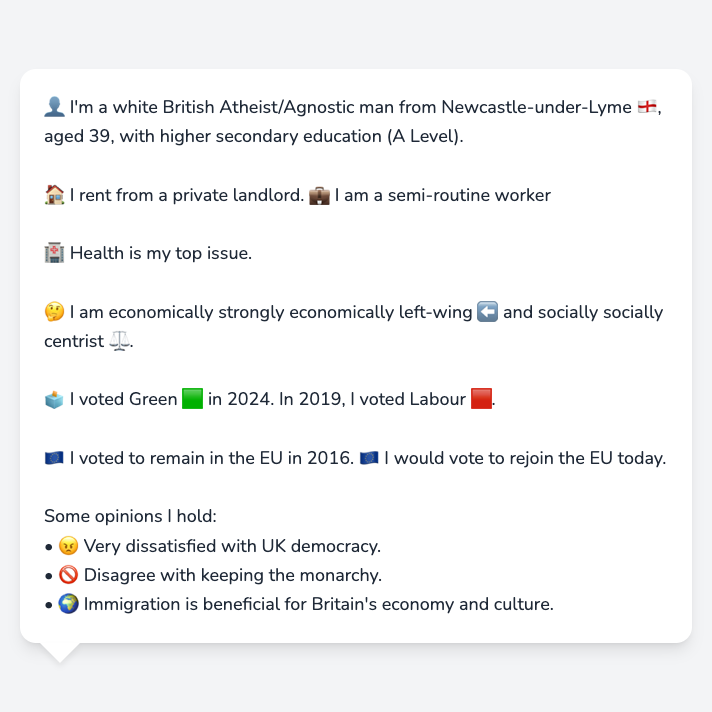 👤 I'm a white British Atheist/Agnostic man from Newcastle-under-Lyme 🏴󠁧󠁢󠁥󠁮󠁧󠁿,
aged 39, with higher secondary education (A Level).
🏠 I rent from a private landlord. 💼 I am a semi-routine worker
🏥 Health is my top issue.
🤔 I am economically strongly economically left-wing ⬅️ and socially socially
centrist ⚖️.
🗳️ I voted Green 🟩 in 2024. In 2019, I voted Labour 🟥.
🇪🇺 I voted to remain in the EU in 2016. 🇪🇺 I would vote to rejoin the EU today.
Some opinions I hold:
• 😠 Very dissatisfied with UK democracy.
• 🚫 Disagree with keeping the monarchy.
• 🌍 Immigration is beneficial for Britain's economy and culture.